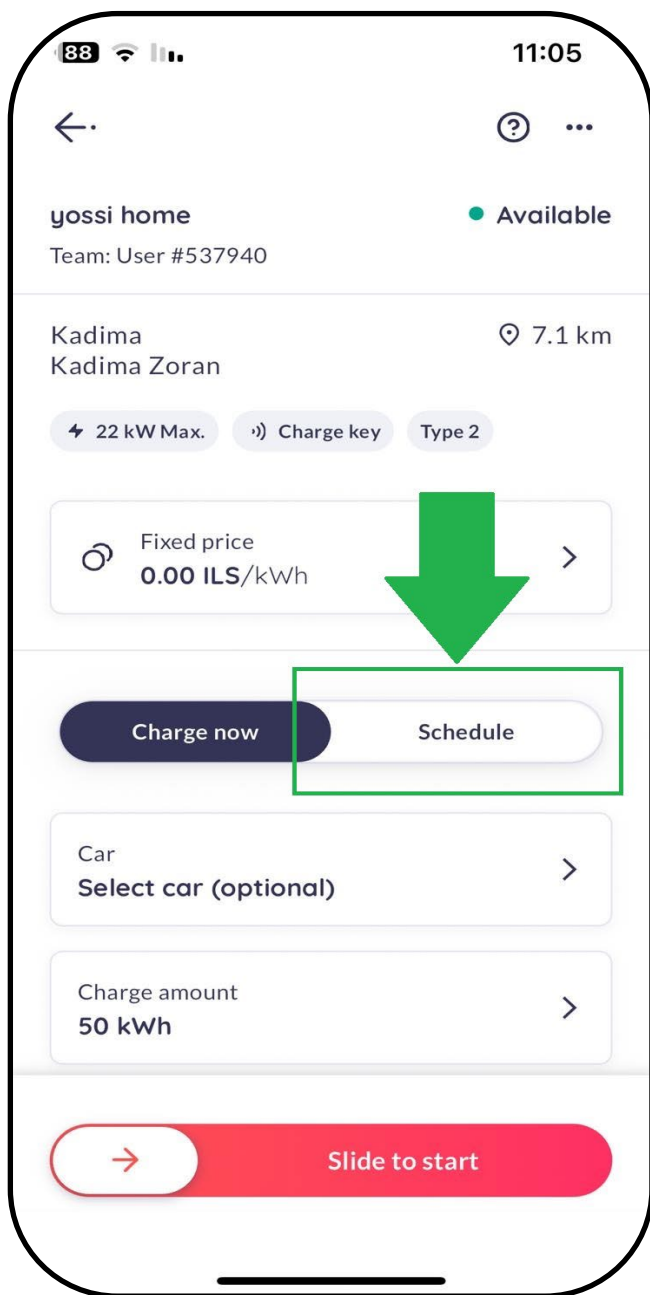 88
11:05
yossi home
Available
Team: User #537940
Kadima
7.1 km
Kadima Zoran
22 kW Max.
Charge key
Type 2
Fixed price
0.00 ILS/kWh
Charge now
Schedule
Car
Select car (optional)
Charge amount
50 kWh
Slide to start